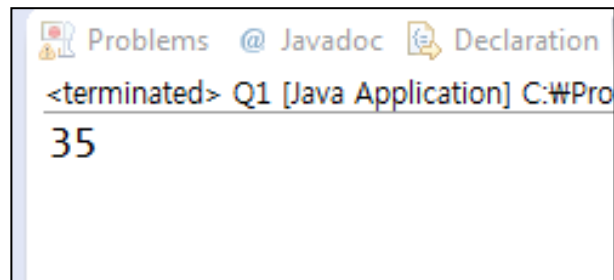 Problems @ Javadoc Declaration
<terminated> Q1 [Java Application] C:₩Pro
35